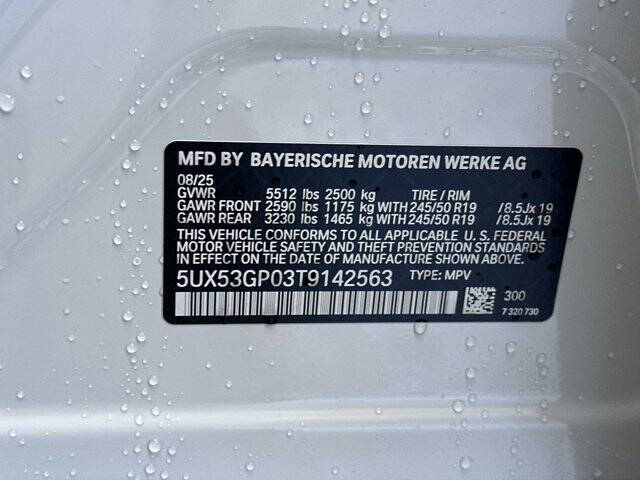 MFD BY BAYERISCHE MOTOREN WERKE AG
08/25
GVWR 5512 lbs 2500 kg TIRE / RIM
GAWR FRONT 2590 lbs 1175 kg WITH 245/50 R19 /8.5Jx 19
GAWR REAR 3230 lbs 1465 kg WITH 245/50 R19 /8.5Jx 19
THIS VEHICLE CONFORMS TO ALL APPLICABLE U. S. FEDERAL
MOTOR VEHICLE SAFETY AND THEFT PREVENTION STANDARDS
IN EFFECT ON THE DATE OF MANUFACTURE SHOWN ABOVE.
5UX53GP03T9142563 TYPE: MPV
300
7 320 730